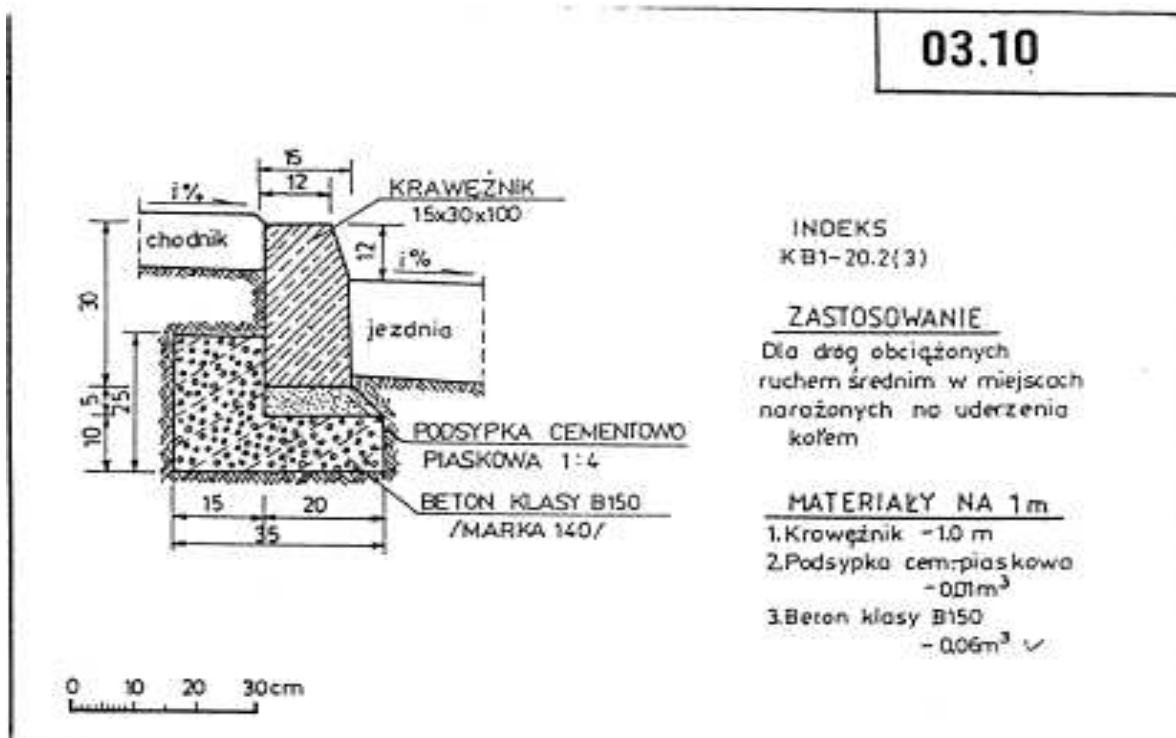 03.10
15
12
i%
KRAWĘŻNIK
15x30x100
chodnik
12
i%
30
jezdnia
5
25
10
PODSYPKA CEMENTOWO
PIASKOWA 1:4
15
20
BETON KLASY B150
/MARKA 140/
35
0 10 20 30cm
INDEKS
KB1-20.2(3)
ZASTOSOWANIE
Dla dróg obciążonych
ruchem średnim w miejscach
narażonych na uderzenia
kołem
MATERIAŁY NA 1m
1.Krawężnik -1.0 m
2.Podsypka cem-piaskowa
-0,01m³
3.Beton klasy B150
-0,06m³